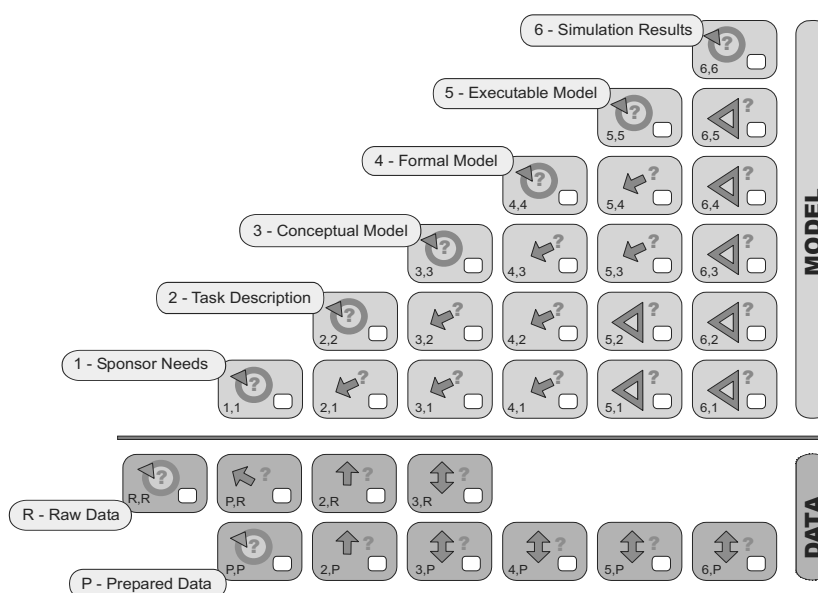 6 - Simulation Results
?
6,6
5 - Executable Model
?
5,5
?
6,5
4 - Formal Model
?
4,4
?
5,4
?
6,4
3 - Conceptual Model
?
3,3
?
4,3
?
5,3
?
6,3
2 - Task Description
?
2,2
?
3,2
?
4,2
?
5,2
?
6,2
1 - Sponsor Needs
?
1,1
?
2,1
?
3,1
?
4,1
?
5,1
?
6,1
MODEL
R - Raw Data
?
R,R
?
P,R
?
2,R
?
3,R
P - Prepared Data
?
P,P
?
2,P
?
3,P
?
4,P
?
5,P
?
6,P
DATA